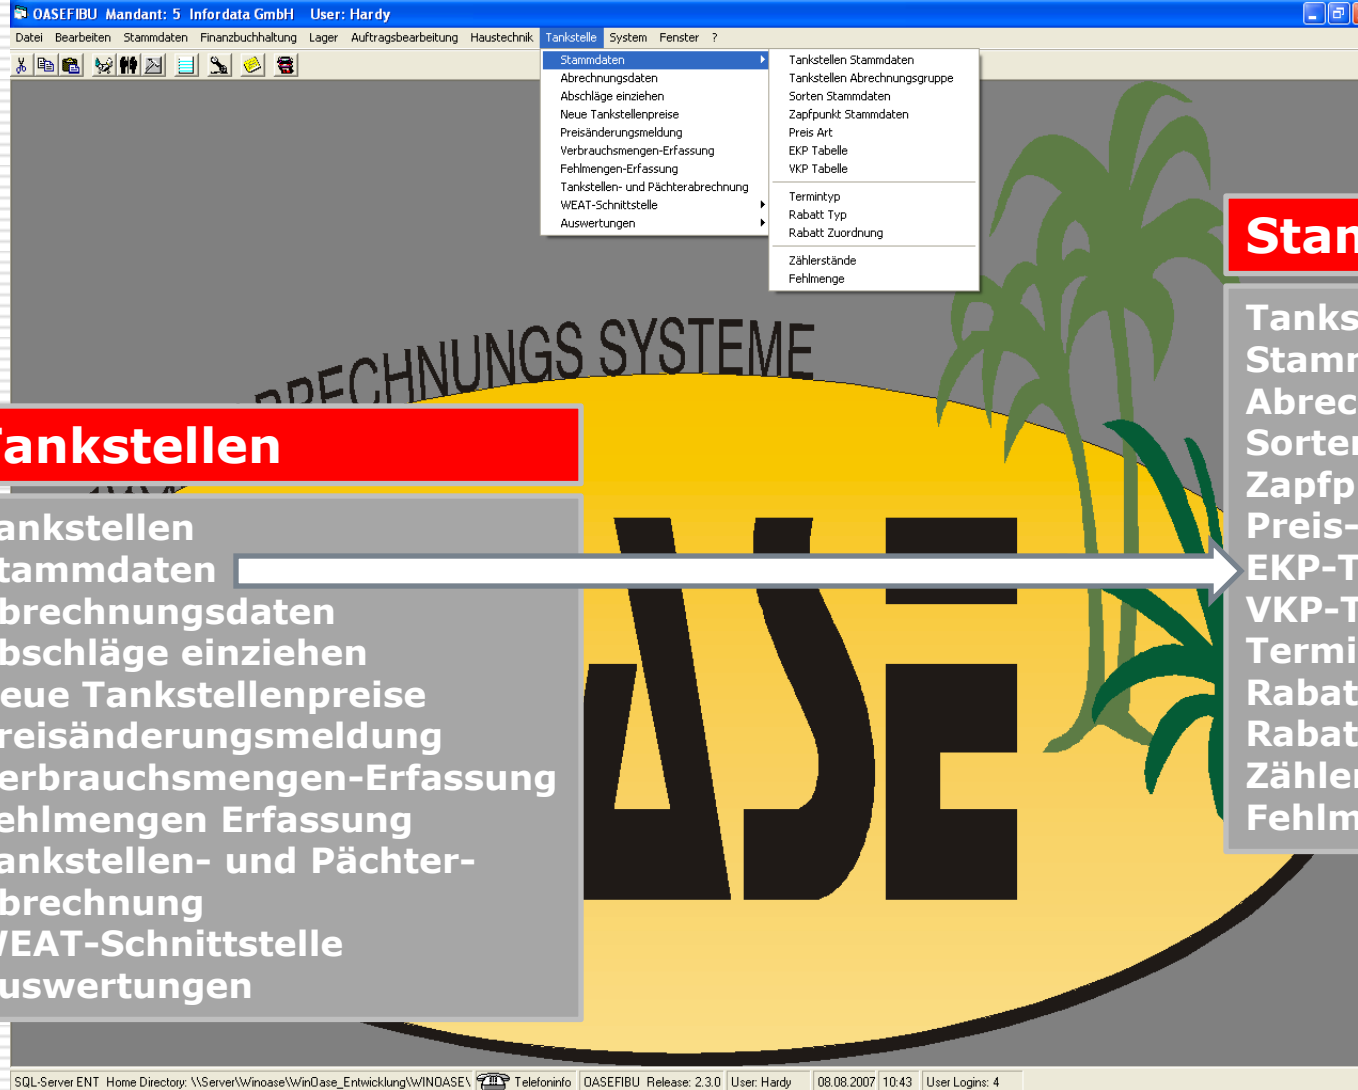 OASEFIBU Mandant: 5 Infordata GmbH User: Hardy
Datei Bearbeiten Stammdaten Finanzbuchhaltung Lager Auftragsbearbeitung Haustechnik Tankstelle System Fenster ?
Stammdaten
Abrechnungsdaten
Abschläge einziehen
Neue Tankstellenpreise
Preisänderungsmeldung
Verbrauchsmengen-Erfassung
Fehlmengen-Erfassung
Tankstellen- und Pächterabrechnung
WEAT-Schnittstelle
Auswertungen
Tankstellen Stammdaten
Tankstellen Abrechnungsgruppe
Sorten Stammdaten
Zapfpunkt Stammdaten
Preis Art
EKP Tabelle
VKP Tabelle
Termintyp
Rabatt Typ
Rabatt Zuordnung
Zählerstände
Fehlmenge
RECHNUNGS SYSTEME
ASE
ankstellen
ankstellen
tammdaten
brechnungsdaten
bschläge einziehen
eue Tankstellenpreise
reisänderungsmeldung
erbrauchsmengen-Erfassung
ehlmengen Erfassung
ankstellen- und Pächter-
brechnung
WEAT-Schnittstelle
uswertungen
Stan
Tanks
Stamm
Abrec
Sorten
Zapfp
Preis-
EKP-T
VKP-T
Termi
Rabat
Rabat
Zähler
Fehlm
SQL-Server ENT Home Directory: \\Server\Winoase\WinOase_Entwicklung\WINOASE\ Telefoninfo OASEFIBU Release: 2.3.0 User: Hardy 08.08.2007 10:43 User Logins: 4